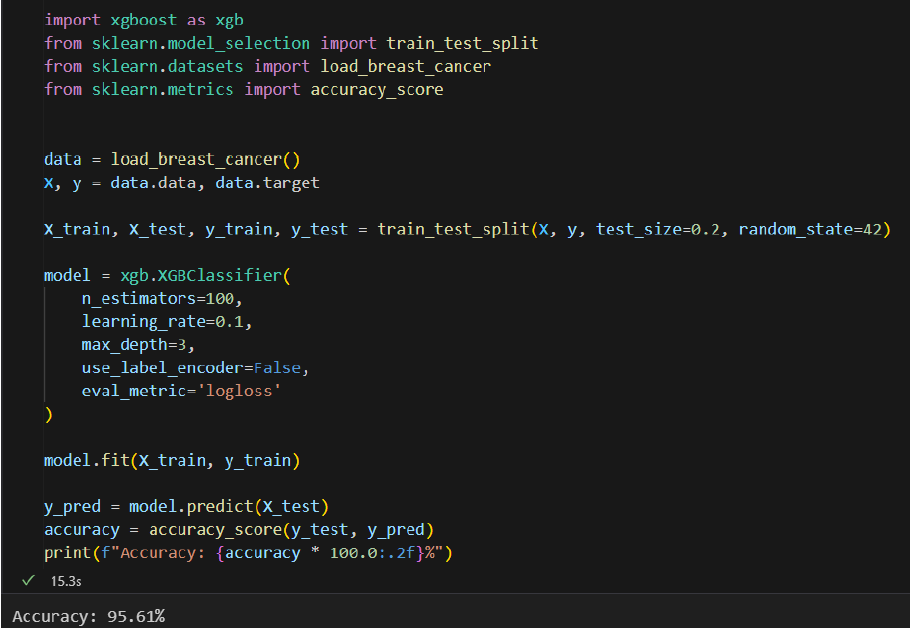 import xgboost as xgb
from sklearn.model_selection import train_test_split
from sklearn.datasets import load_breast_cancer
from sklearn.metrics import accuracy_score
data = load_breast_cancer()
X, y = data.data, data.target
X_train, X_test, y_train, y_test = train_test_split(X, y, test_size=0.2, random_state=42)
model = xgb.XGBClassifier(
    n_estimators=100,
    learning_rate=0.1,
    max_depth=3,
    use_label_encoder=False,
    eval_metric='logloss'
)
model.fit(X_train, y_train)
y_pred = model.predict(X_test)
accuracy = accuracy_score(y_test, y_pred)
print(f"Accuracy: {accuracy * 100.0:.2f}%")
✓ 15.3s
Accuracy: 95.61%